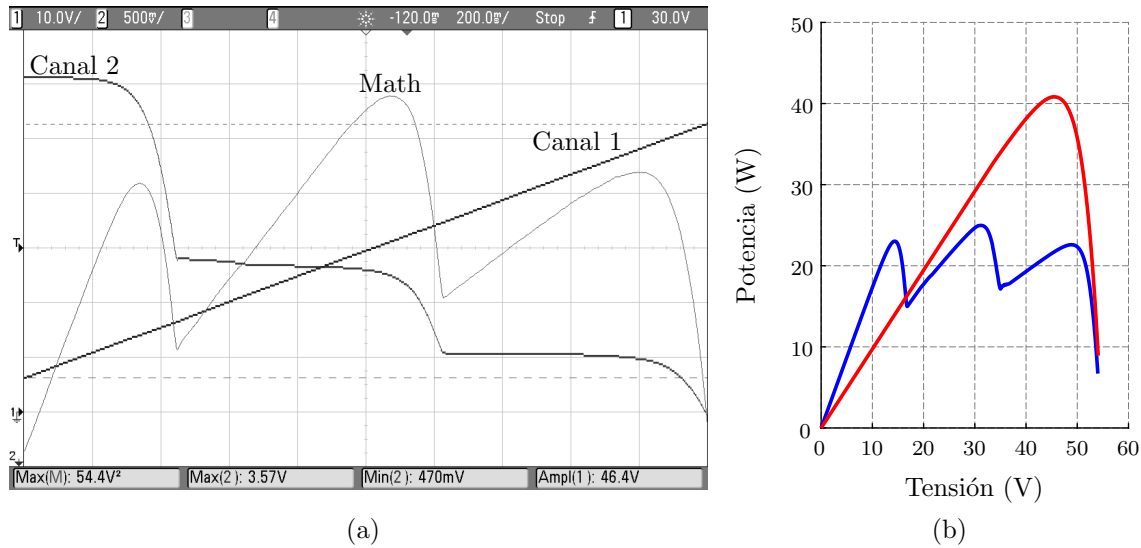 1 10.0V/ 2 500mV/ 3 4 -120.0ms 200.0ms/ Stop 1 30.0V
Canal 2
Math
Canal 1
T
1
2
Max(M): 54.4V² Max(2): 3.57V Min(2): 470mV Ampl(1): 46.4V
(a)
50
40
30
20
10
0
0 10 20 30 40 50 60
Potencia (W)
Tensión (V)
(b)